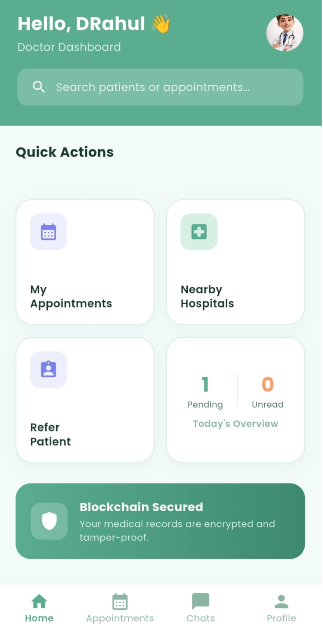 Hello, DRahul 👋
Doctor Dashboard
Search patients or appointments...
Quick Actions
My
Appointments
Nearby
Hospitals
Refer
Patient
1
Pending
0
Unread
Today's Overview
Blockchain Secured
Your medical records are encrypted and
tamper-proof.
Home
Appointments
Chats
Profile